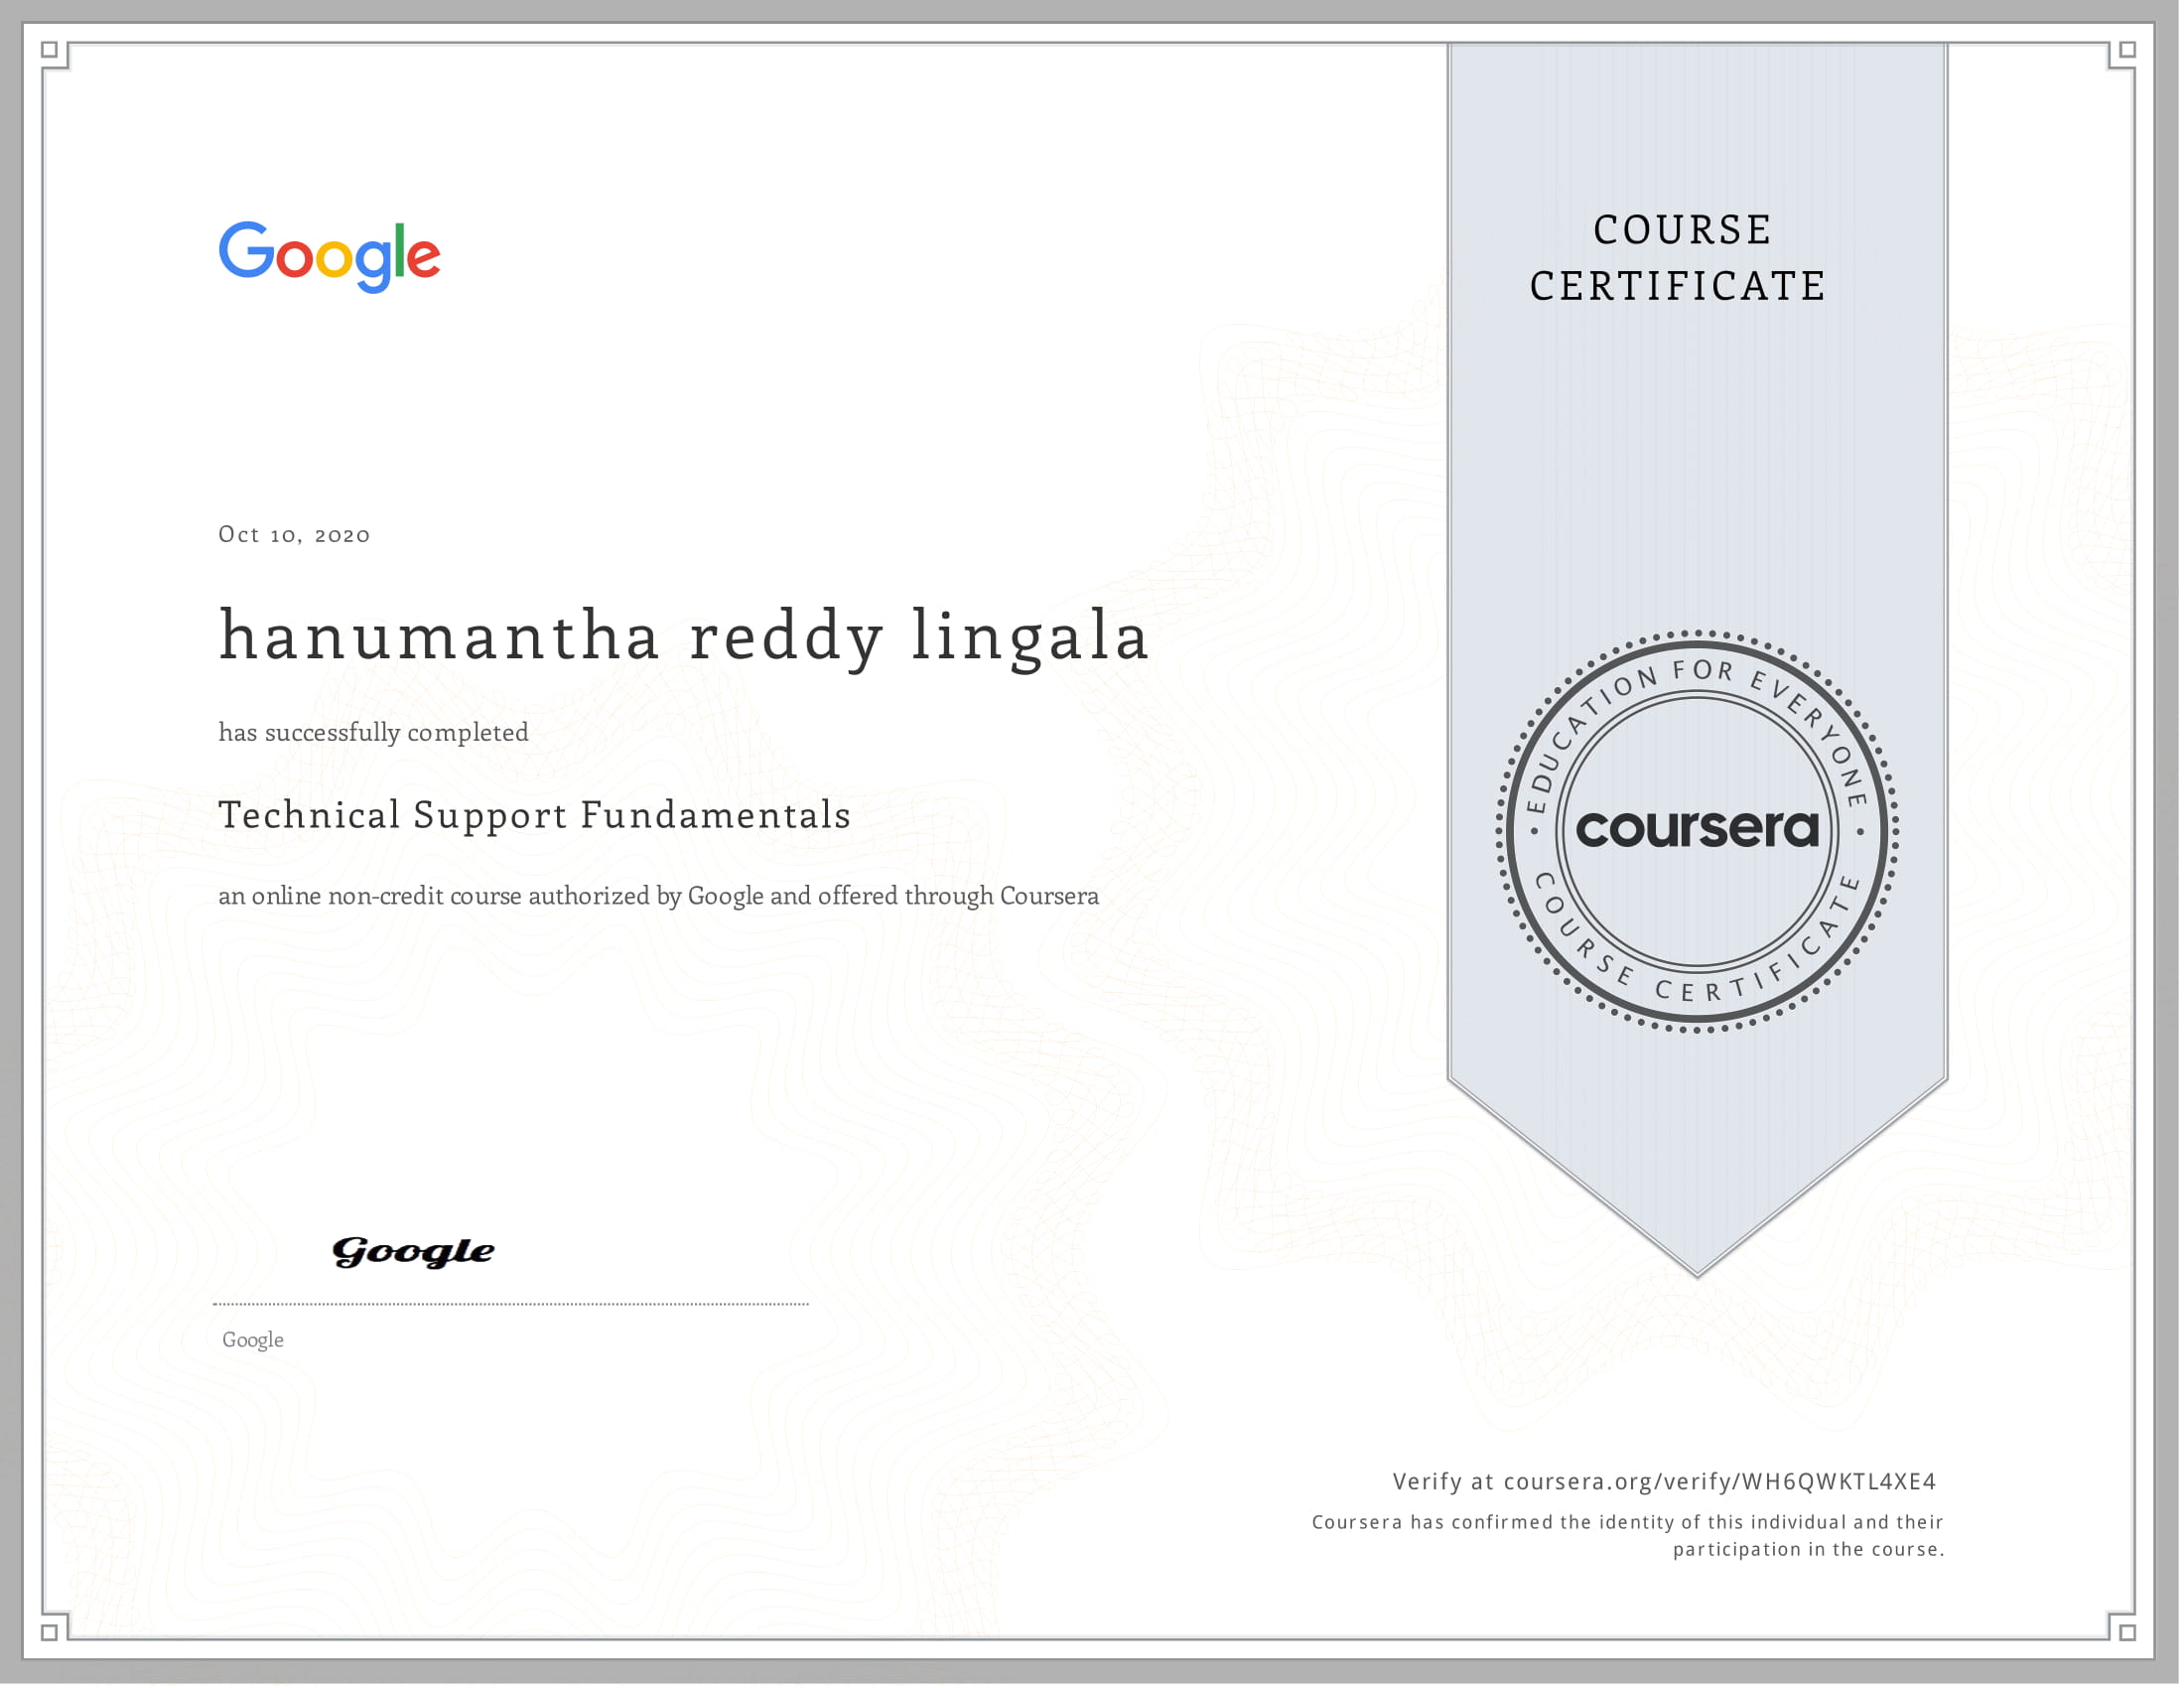 Google
COURSE
CERTIFICATE
Oct 10, 2020
hanumantha reddy lingala
has successfully completed
Technical Support Fundamentals
an online non-credit course authorized by Google and offered through Coursera
EDUCATION FOR EVERYONE
coursera
COURSE CERTIFICATE
Google
Google
Verify at coursera.org/verify/WH6QWKTL4XE4
Coursera has confirmed the identity of this individual and their
participation in the course.